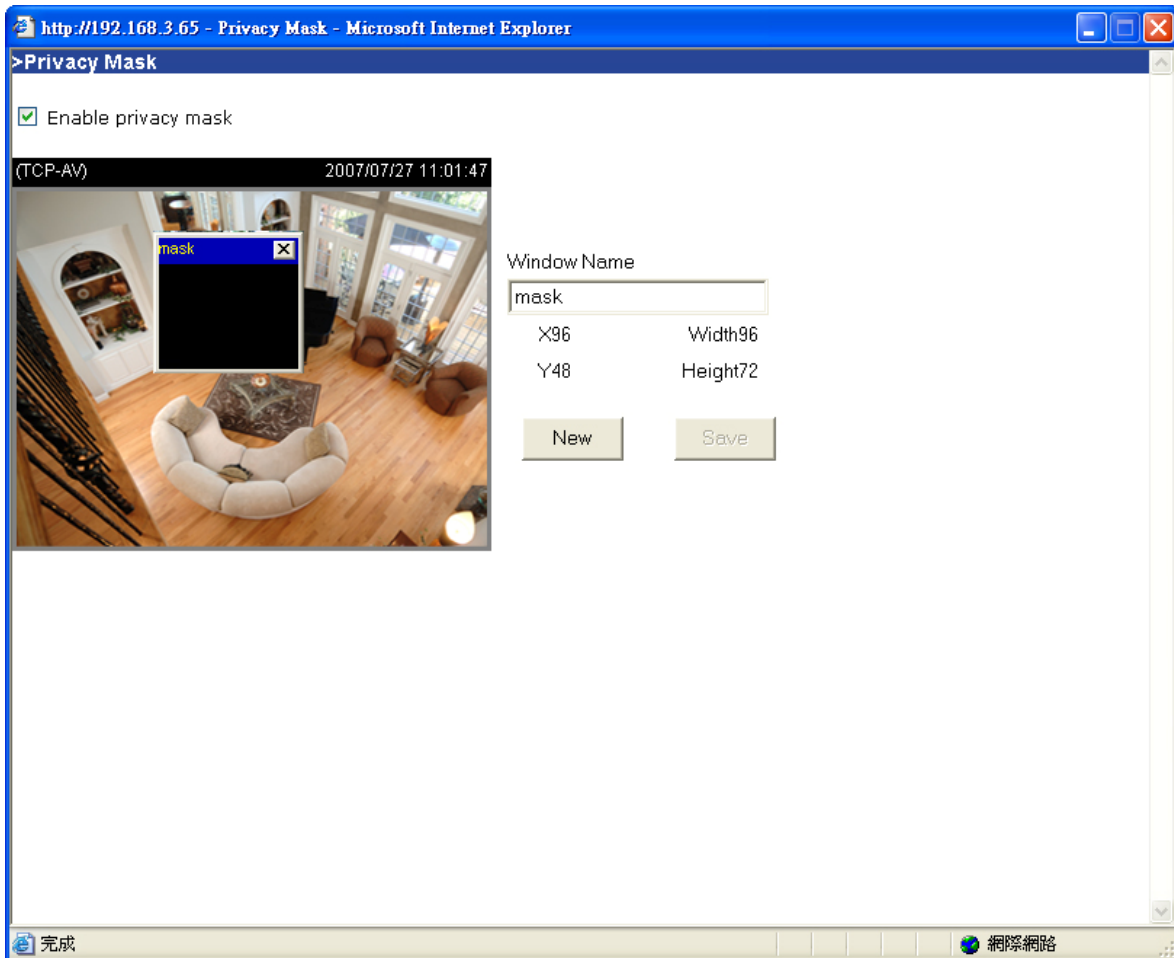 http://192.168.3.65 - Privacy Mask - Microsoft Internet Explorer
>Privacy Mask
Enable privacy mask
(TCP-AV) 2007/07/27 11:01:47
mask
Window Name
mask
X96 Width96
Y48 Height72
New Save
完成 網際網路